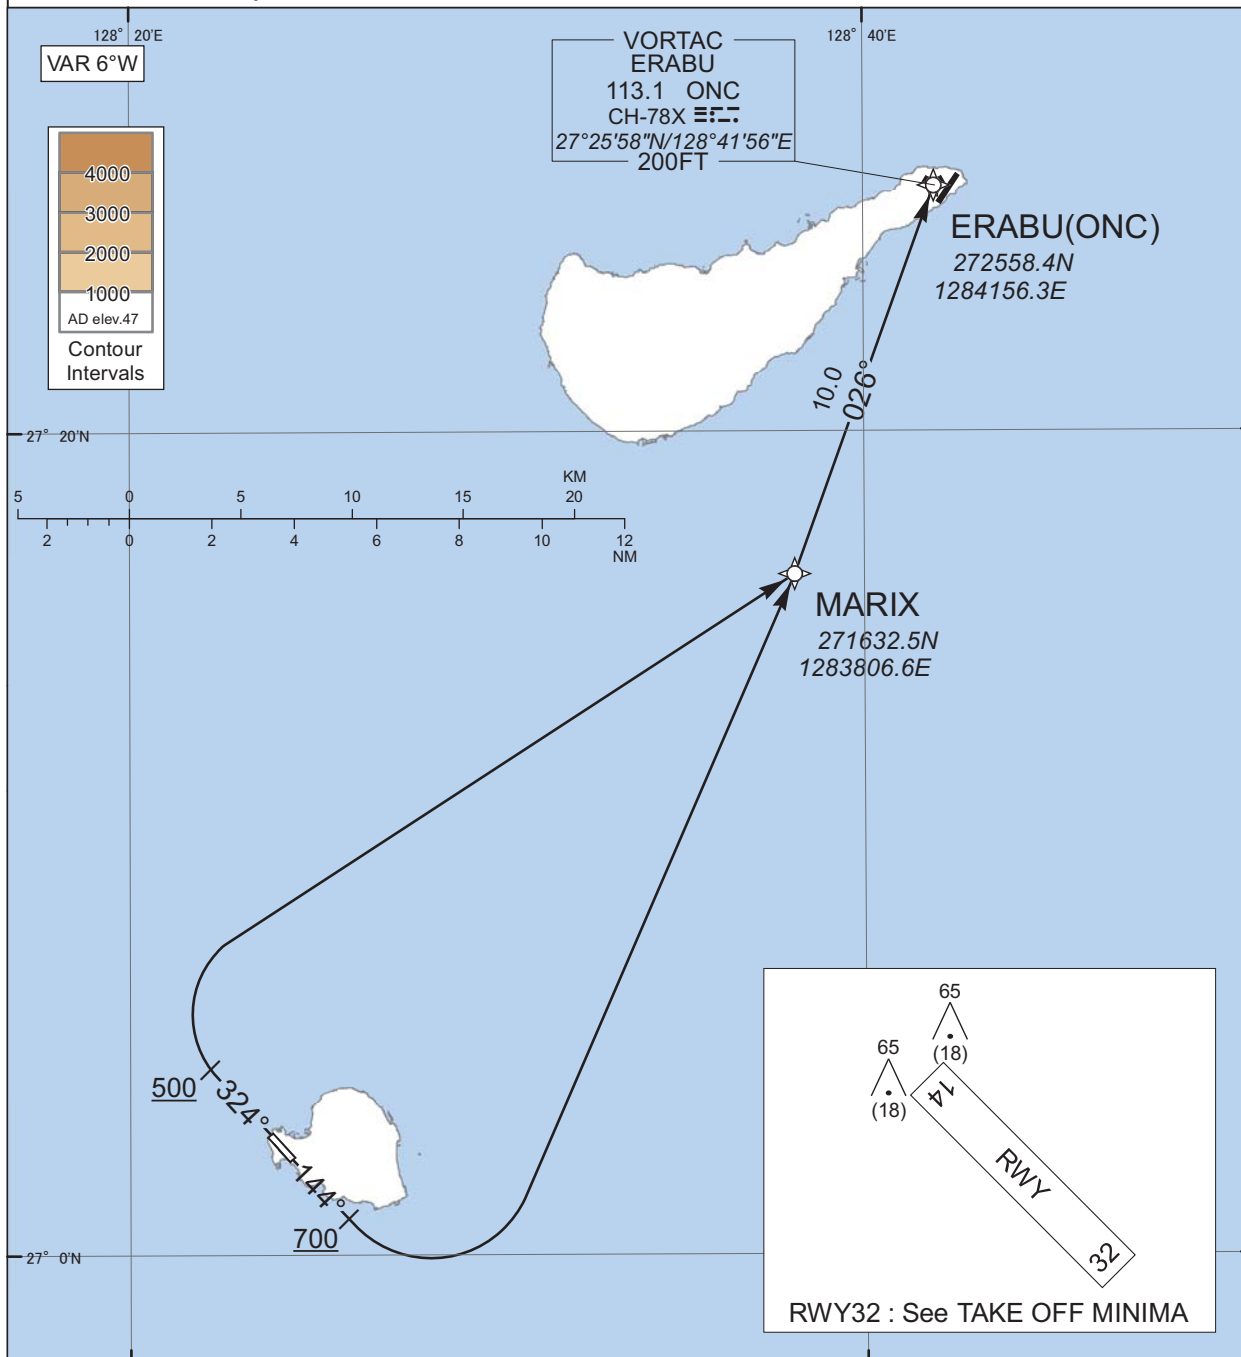 128° 20'E
128° 40'E
VAR 6°W
VORTAC
ERABU
113.1 ONC
CH-78X
27°25'58"N/128°41'56"E
200FT
4000
3000
2000
1000
AD elev.47
Contour
Intervals
ERABU(ONC)
272558.4N
1284156.3E
10.0
026°
27° 20'N
KM
5 0 5 10 15 20
2 0 2 4 6 8 10 12
NM
MARIX
271632.5N
1283806.6E
500
324°
144°
700
27° 0'N
65
(18)
65
(18)
14
RWY
32
RWY32 : See TAKE OFF MINIMA